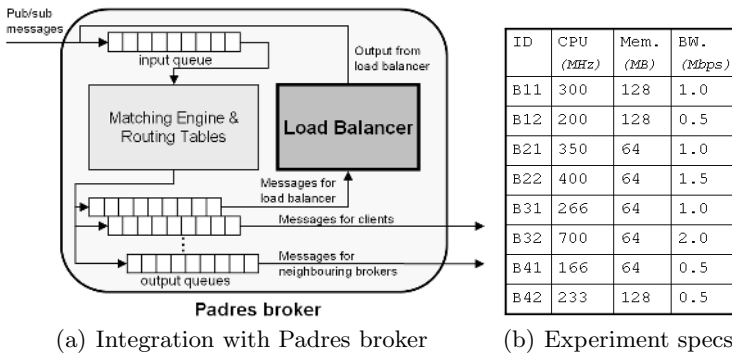 Pub/sub
messages
input queue
Output from
load balancer
Matching Engine &
Routing Tables
Load Balancer
Messages for
load balancer
Messages for clients
Messages for
neighbouring brokers
output queues
Padres broker
(a) Integration with Padres broker
ID CPU Mem. BW.
(MHz) (MB) (Mbps)
B11 300 128 1.0
B12 200 128 0.5
B21 350 64 1.0
B22 400 64 1.5
B31 266 64 1.0
B32 700 64 2.0
B41 166 64 0.5
B42 233 128 0.5
(b) Experiment specs